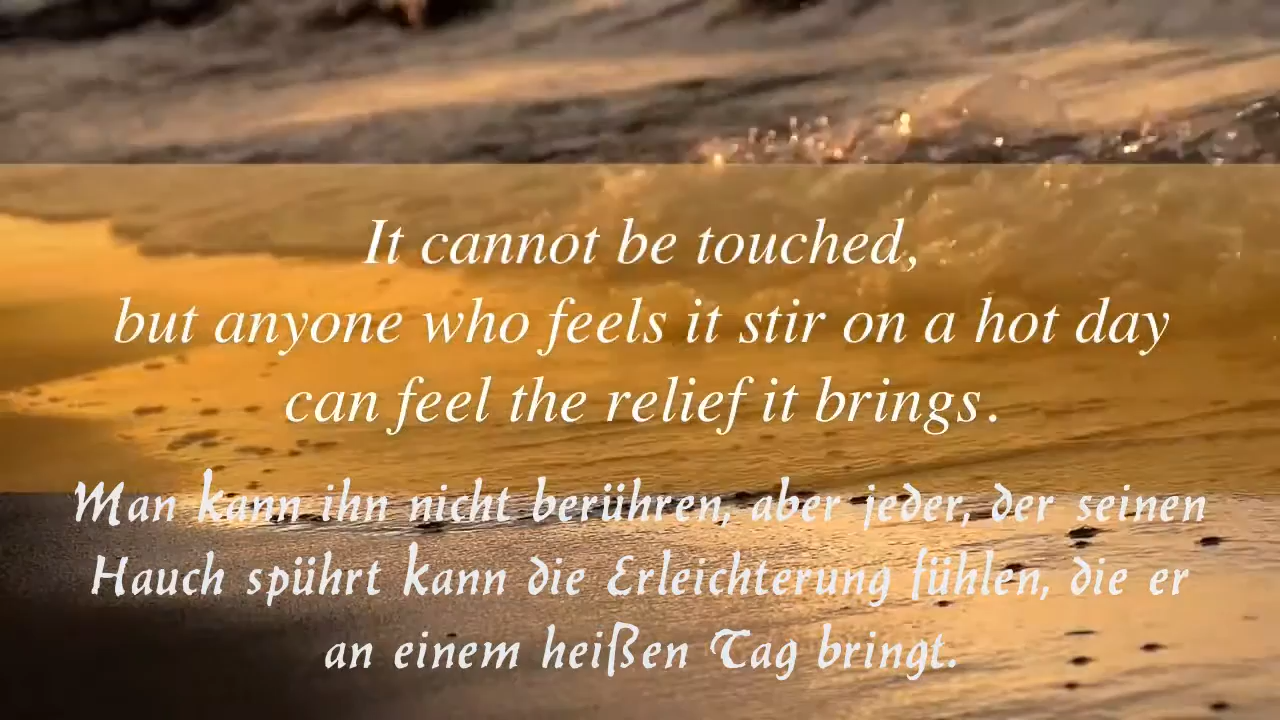 It cannot be touched,
but anyone who feels it stir on a hot day
can feel the relief it brings.
Man kann ihn nicht berühren, aber jeder, der seinen
Hauch spührt kann die Erleichterung fühlen, die er
an einem heißen Tag bringt.